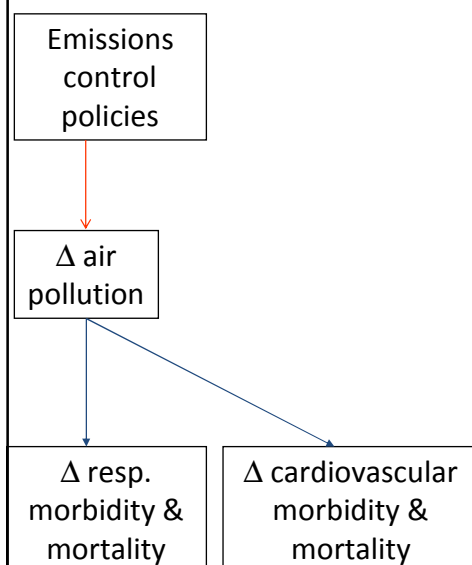 Emissions
control
policies
Δ air
pollution
Δ resp.
morbidity &
mortality
Δ cardiovascular
morbidity &
mortality